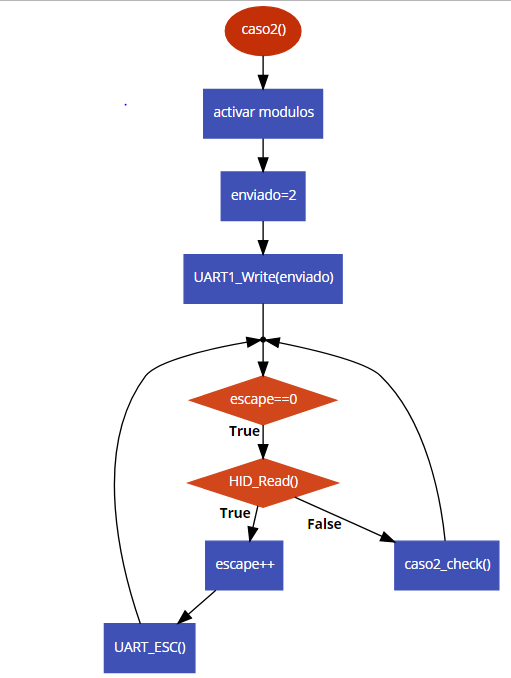 caso2()
activar modulos
enviado=2
UART1_Write(enviado)
escape==0
True
HID_Read()
True
False
escape++
caso2_check()
UART_ESC()